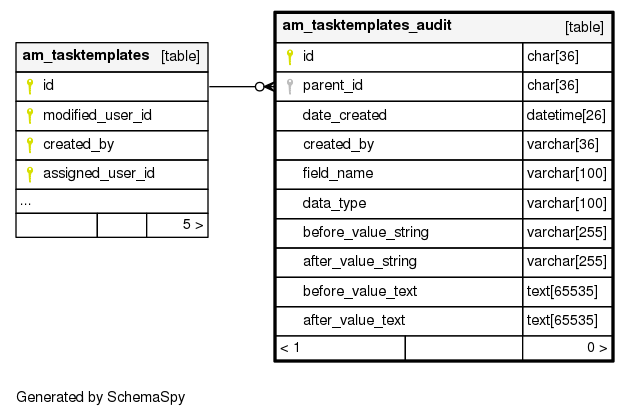 am_tasktemplates [table]
id
modified_user_id
created_by
assigned_user_id
...
5 >
am_tasktemplates_audit [table]
id char[36]
parent_id char[36]
date_created datetime[26]
created_by varchar[36]
field_name varchar[100]
data_type varchar[100]
before_value_string varchar[255]
after_value_string varchar[255]
before_value_text text[65535]
after_value_text text[65535]
< 1 0 >
Generated by SchemaSpy